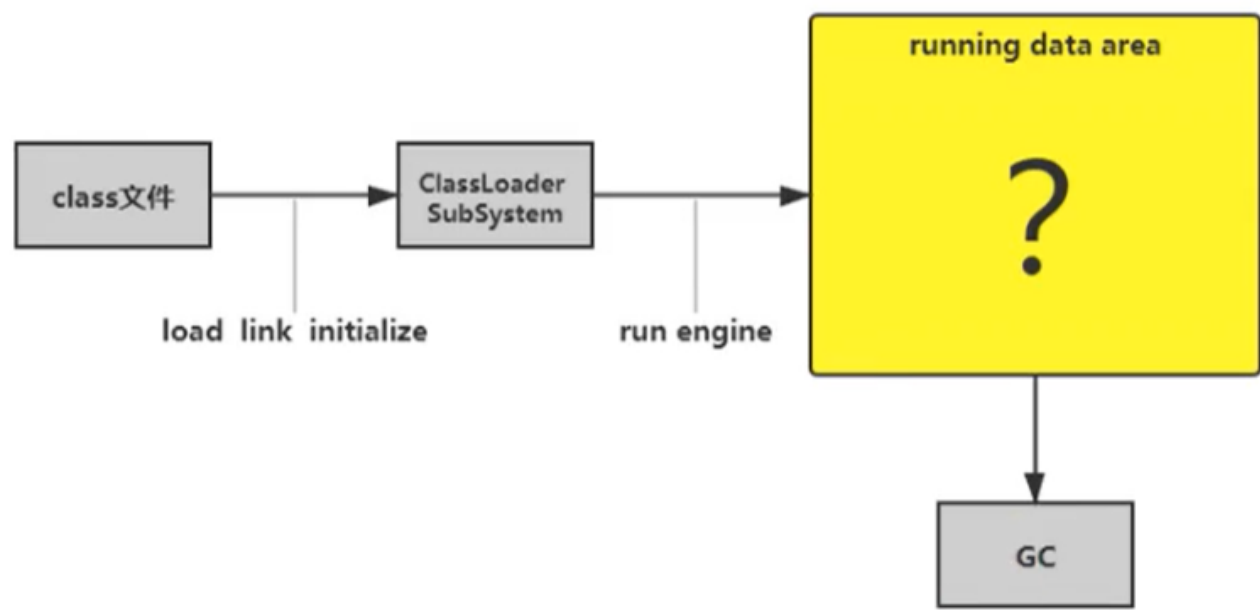 running data area
class文件
ClassLoader
SubSystem
?
load link initialize
run engine
GC